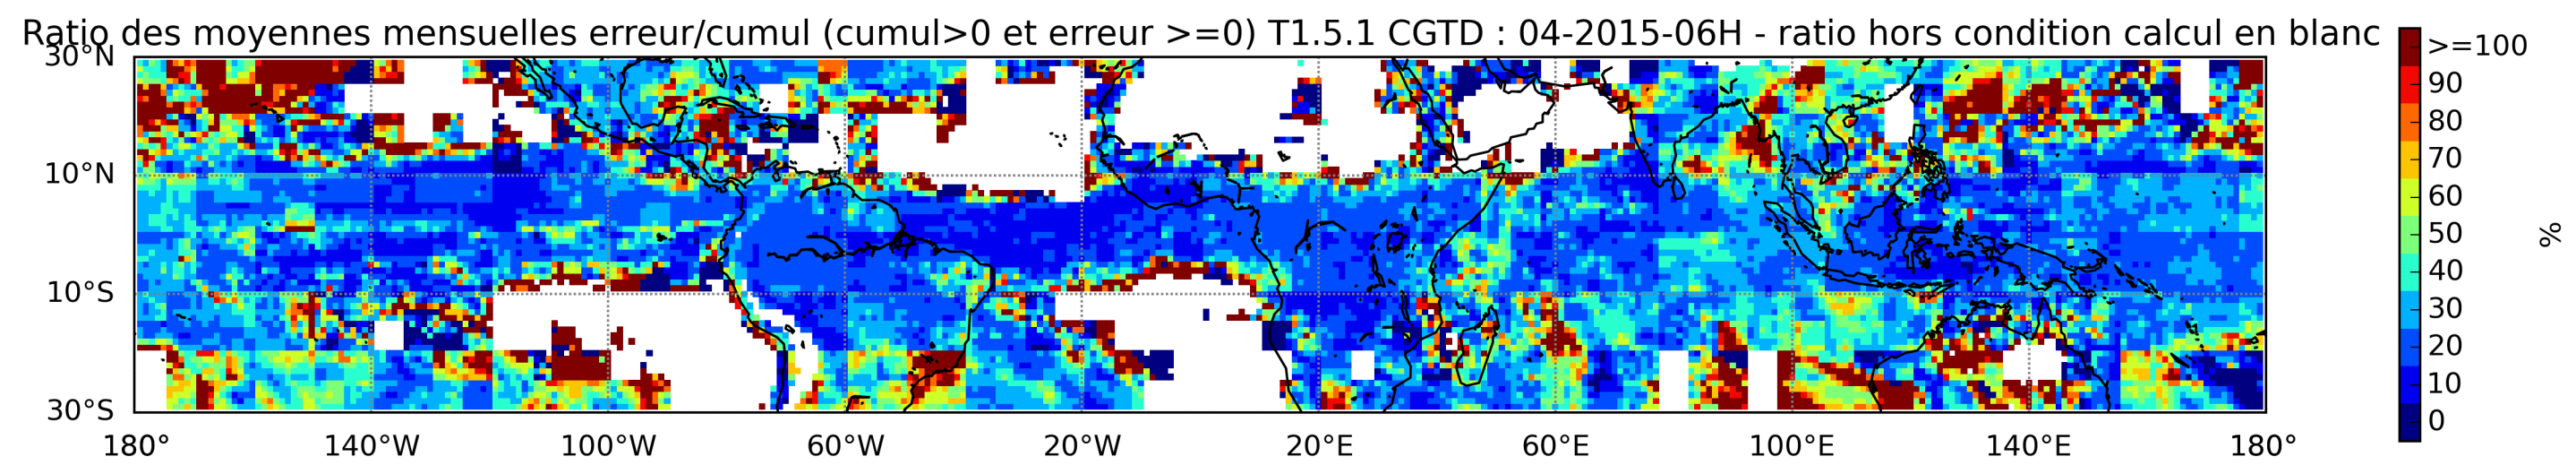 Ratio des moyennes mensuelles erreur/cumul (cumul>0 et erreur >=0) T1.5.1 CGTD : 04-2015-06H - ratio hors condition calcul en blanc
30°N
10°N
10°S
30°S
180°
140°W
100°W
60°W
20°W
20°E
60°E
100°E
140°E
180°
>=100
90
80
70
60
50
40
30
20
10
0
%